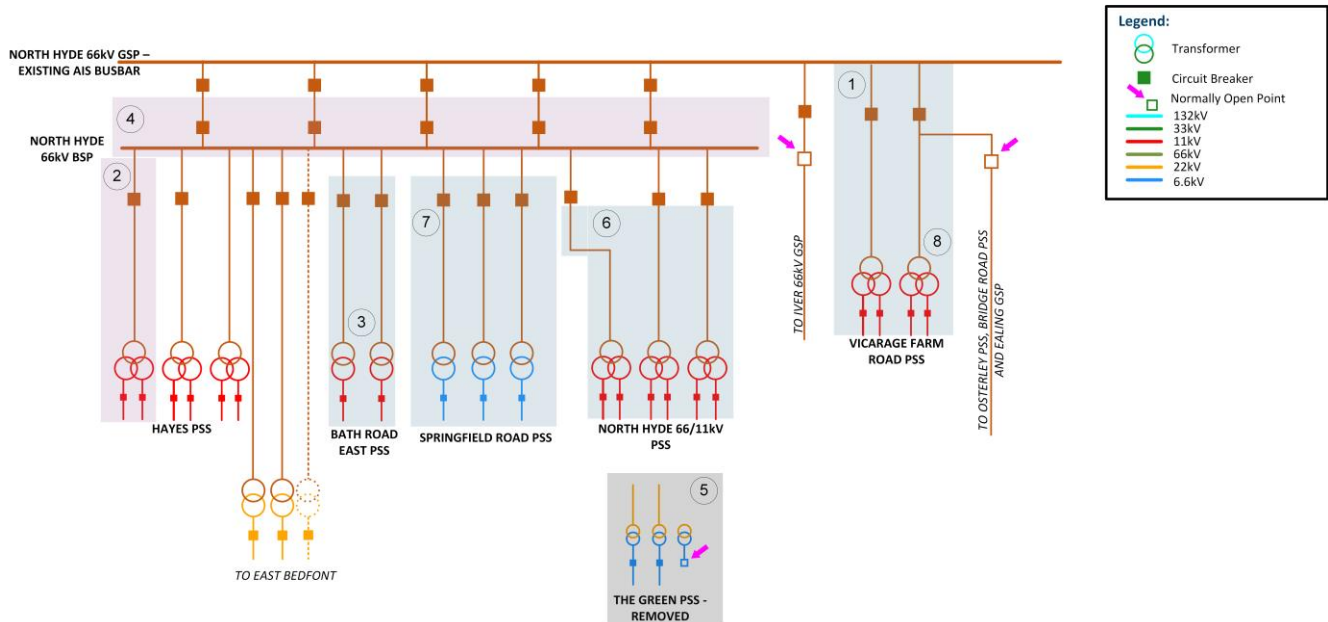 NORTH HYDE 66kV GSP –
EXISTING AIS BUSBAR
Legend:
Transformer
Circuit Breaker
Normally Open Point
132kV
33kV
11kV
66kV
22kV
6.6kV
1
4
NORTH HYDE
66kV BSP
2
7
6
8
3
TO IVER 66kV GSP
TO OSTERLEY PSS, BRIDGE ROAD PSS
AND EALING GSP
VICARAGE FARM
ROAD PSS
HAYES PSS
BATH ROAD
EAST PSS
SPRINGFIELD ROAD PSS
NORTH HYDE 66/11kV
PSS
5
TO EAST BEDFONT
THE GREEN PSS -
REMOVED